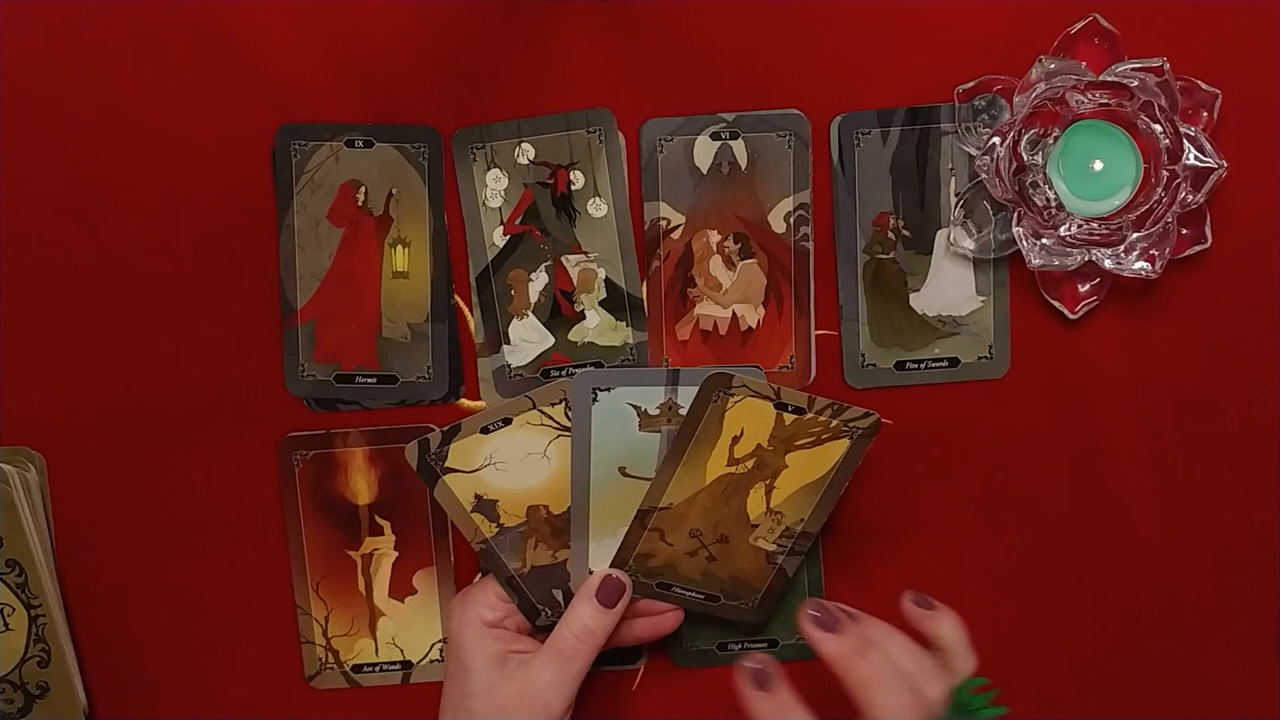 IX
Hermit
Six of Pentacles
VI
Five of Swords
Ace of Wands
XIX
V
Hierophant
High Priestess